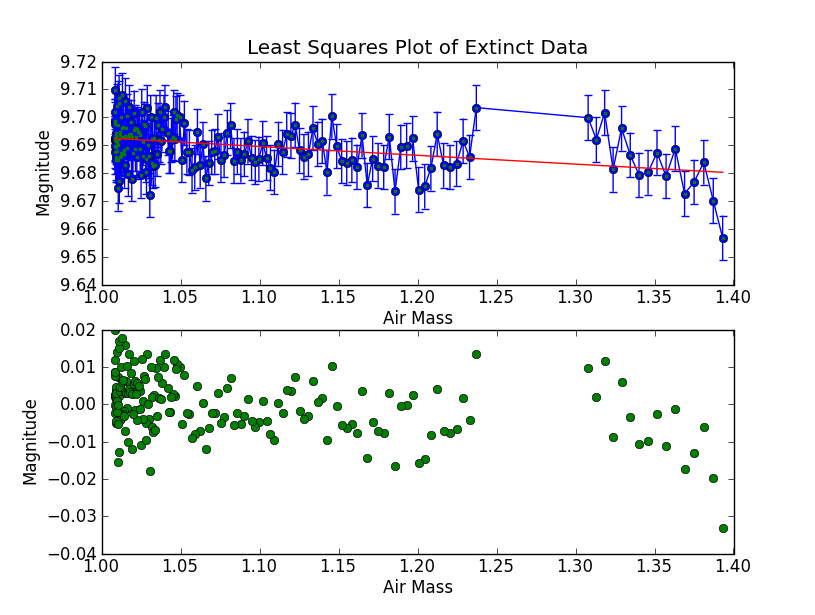 Least Squares Plot of Extinct Data
9.72
9.71
9.70
9.69
9.68
9.67
9.66
9.65
9.64
Magnitude
1.00 1.05 1.10 1.15 1.20 1.25 1.30 1.35 1.40
Air Mass
0.02
0.01
0.00
−0.01
−0.02
−0.03
−0.04
Magnitude
1.00 1.05 1.10 1.15 1.20 1.25 1.30 1.35 1.40
Air Mass